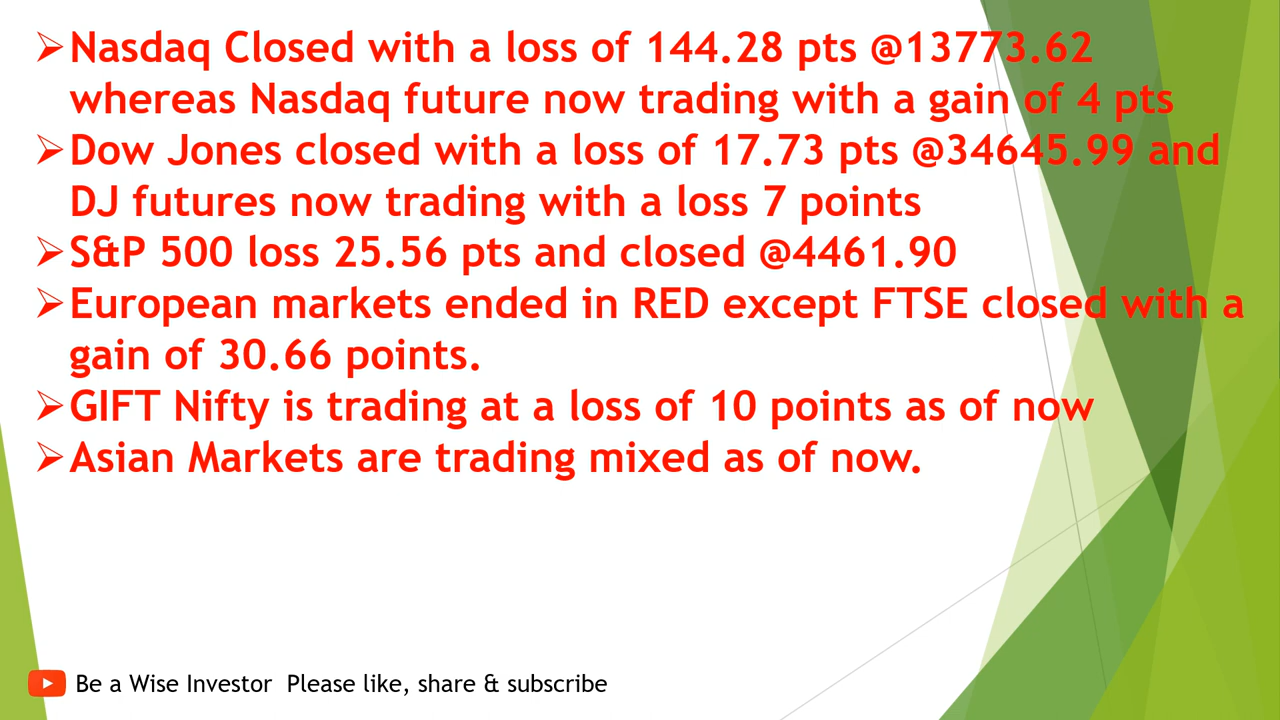 ➢Nasdaq Closed with a loss of 144.28 pts @13773.62
whereas Nasdaq future now trading with a gain of 4 pts
➢Dow Jones closed with a loss of 17.73 pts @34645.99 and
DJ futures now trading with a loss 7 points
➢S&P 500 loss 25.56 pts and closed @4461.90
➢European markets ended in RED except FTSE closed with a
gain of 30.66 points.
➢GIFT Nifty is trading at a loss of 10 points as of now
➢Asian Markets are trading mixed as of now.
Be a Wise Investor  Please like, share & subscribe